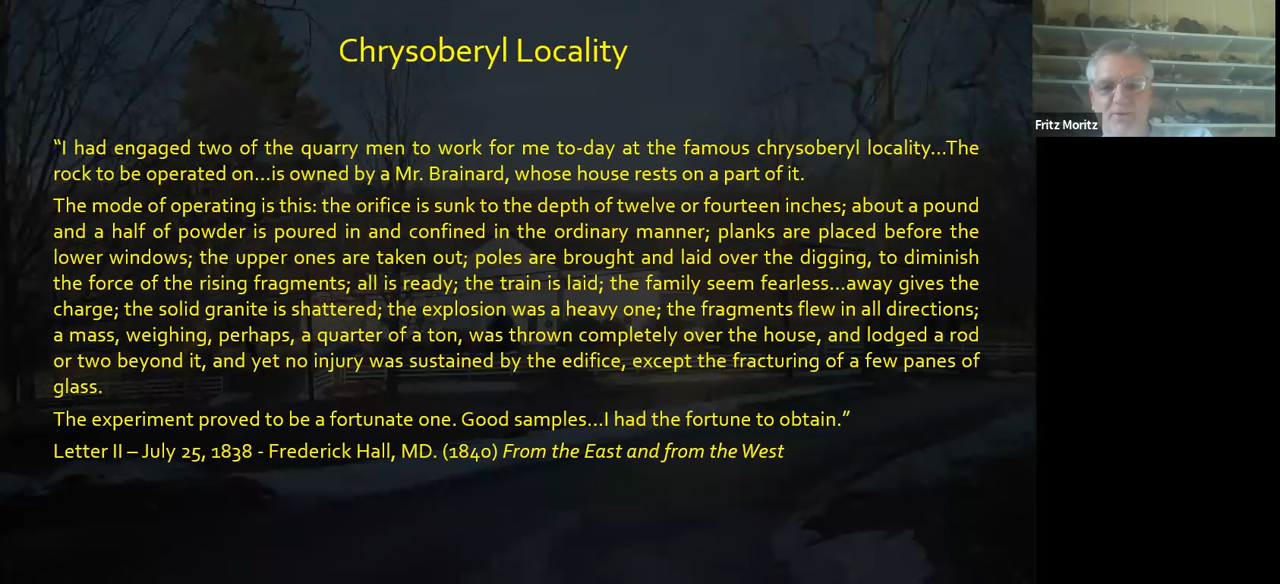 Chrysoberyl Locality
Fritz Moritz
“I had engaged two of the quarry men to work for me to-day at the famous chrysoberyl locality…The
rock to be operated on…is owned by a Mr. Brainard, whose house rests on a part of it.
The mode of operating is this: the orifice is sunk to the depth of twelve or fourteen inches; about a pound
and a half of powder is poured in and confined in the ordinary manner; planks are placed before the
lower windows; the upper ones are taken out; poles are brought and laid over the digging, to diminish
the force of the rising fragments; all is ready; the train is laid; the family seem fearless…away gives the
charge; the solid granite is shattered; the explosion was a heavy one; the fragments flew in all directions;
a mass, weighing, perhaps, a quarter of a ton, was thrown completely over the house, and lodged a rod
or two beyond it, and yet no injury was sustained by the edifice, except the fracturing of a few panes of
glass.
The experiment proved to be a fortunate one. Good samples…I had the fortune to obtain.”
Letter II – July 25, 1838 - Frederick Hall, MD. (1840) From the East and from the West